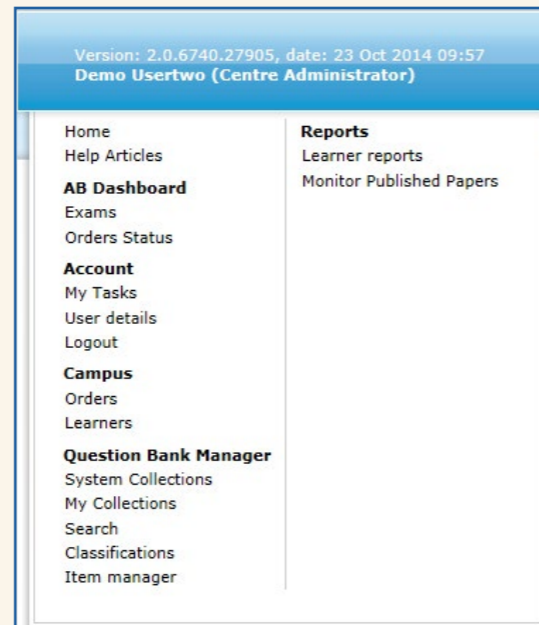 Version: 2.0.6740.27905, date: 23 Oct 2014 09:57
Demo Usertwo (Centre Administrator)
Home
Help Articles
AB Dashboard
Exams
Orders Status
Account
My Tasks
User details
Logout
Campus
Orders
Learners
Question Bank Manager
System Collections
My Collections
Search
Classifications
Item manager
Reports
Learner reports
Monitor Published Papers